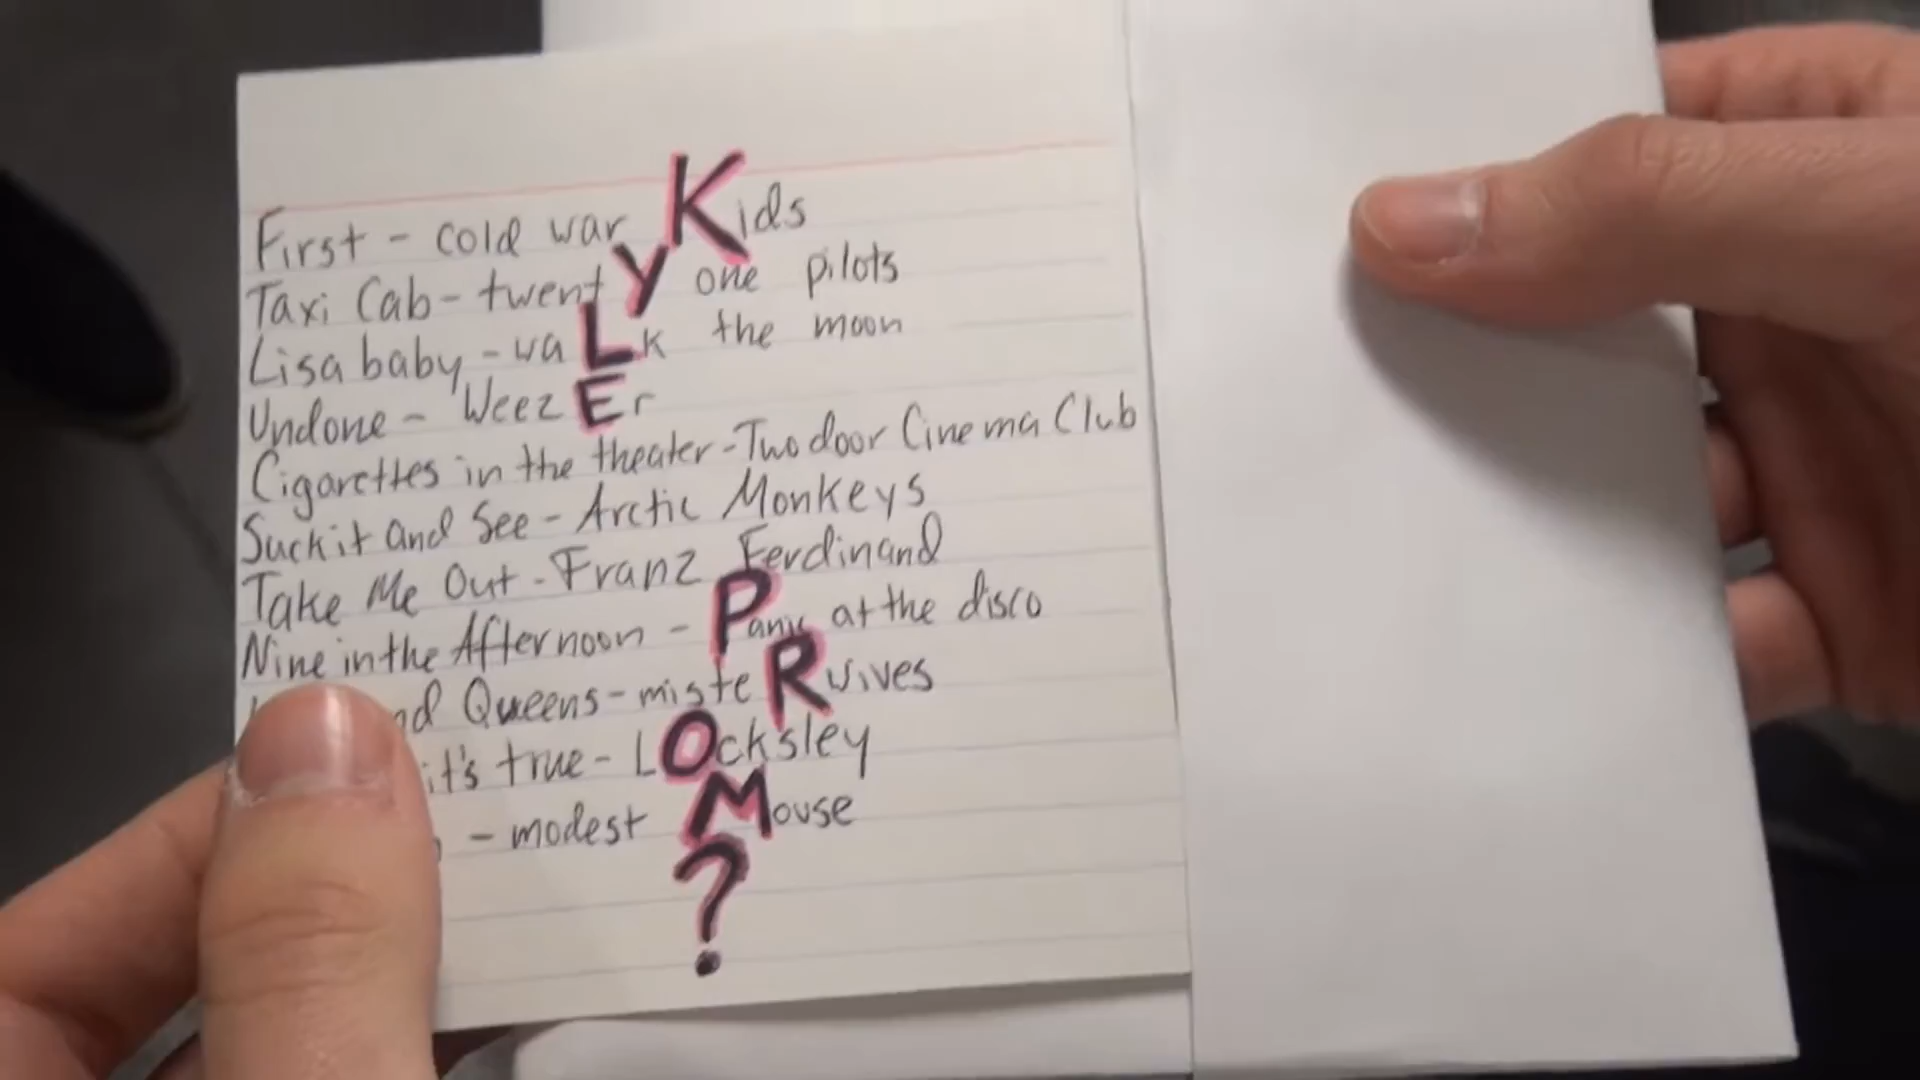 First - cold war Kids
Taxi Cab - twenty one pilots
Lisa baby - waLk the moon
Undone - WeezEr
Cigarettes in the theater - Two door Cinema Club
Suck it and See - Arctic Monkeys
Take Me Out - Franz Ferdinand
Nine in the Afternoon - Panic at the disco
Queens - misteR wives
it's true - LOcksley
- modest Mouse
?